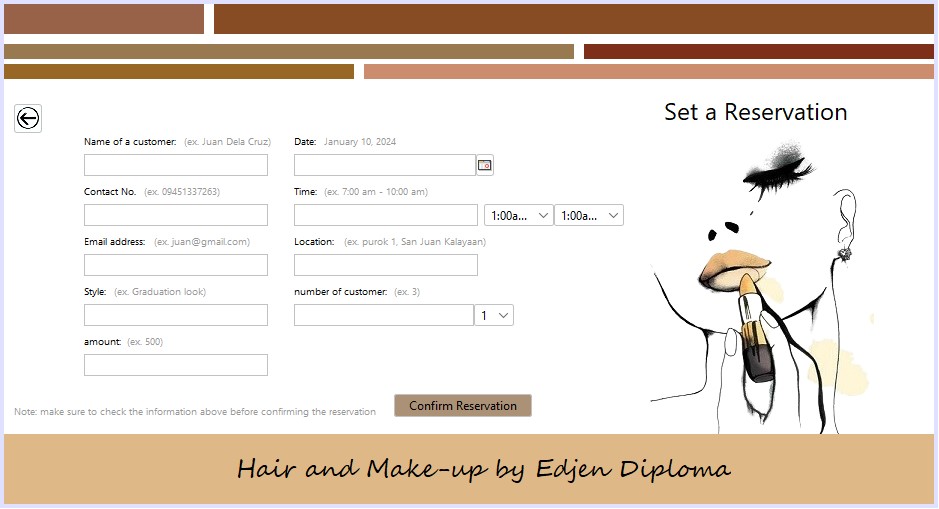 Set a Reservation
Name of a customer: (ex. Juan Dela Cruz) Date: January 10, 2024
Contact No. (ex. 09451337263) Time: (ex. 7:00 am - 10:00 am)
1:00a... 1:00a...
Email address: (ex. juan@gmail.com) Location: (ex. purok 1, San Juan Kalayaan)
Style: (ex. Graduation look) number of customer: (ex. 3)
1
amount: (ex. 500)
Note: make sure to check the information above before confirming the reservation Confirm Reservation
Hair and Make-up by Edjen Diploma